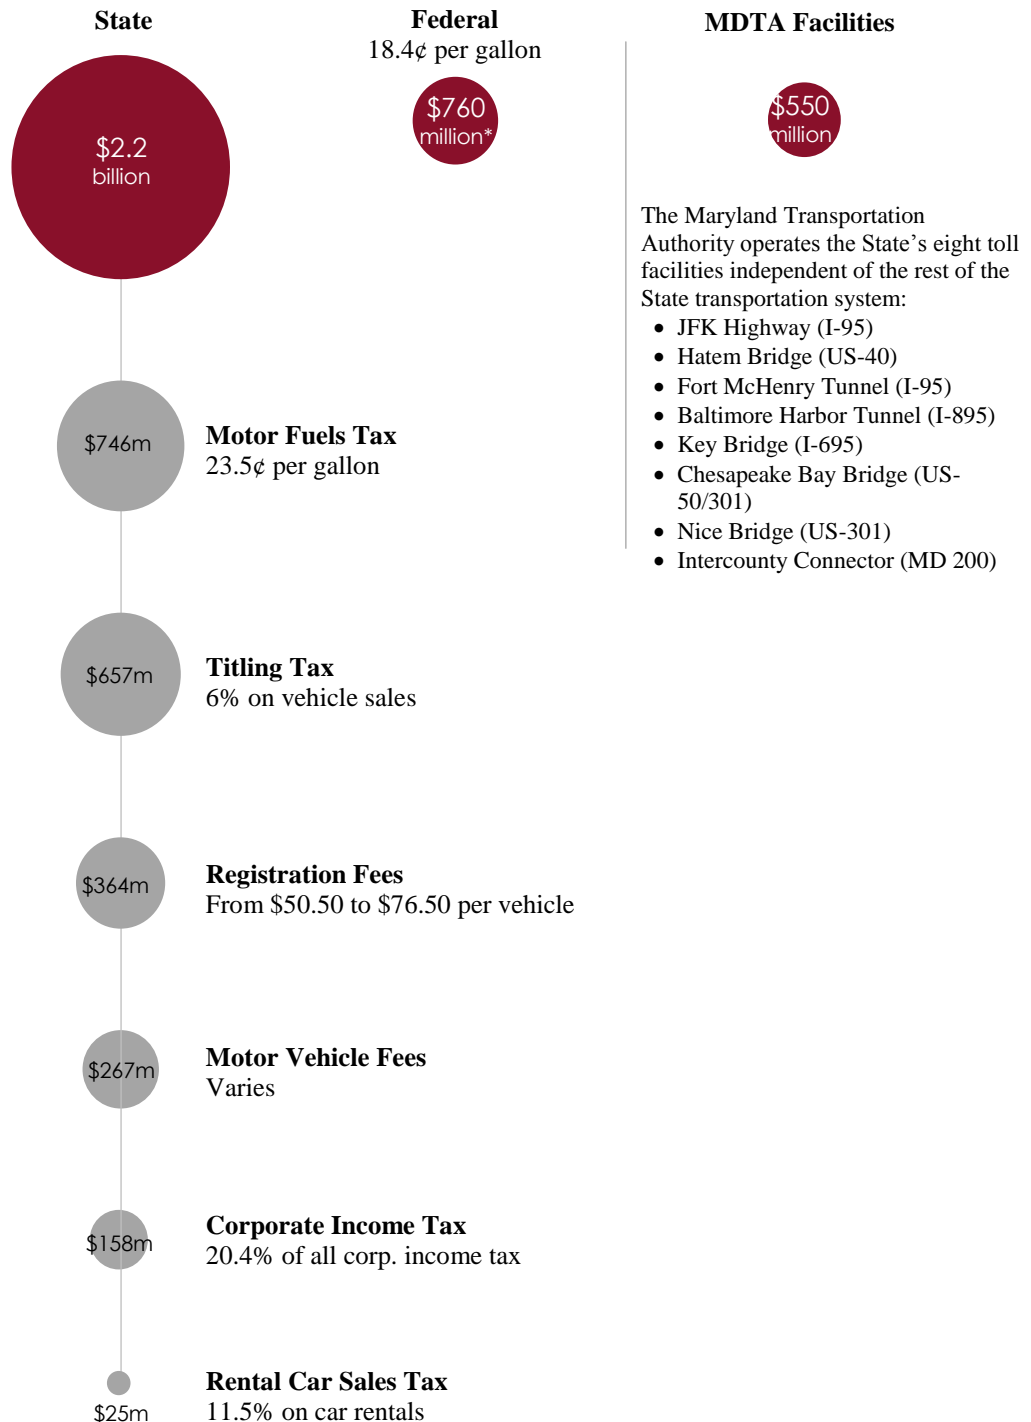 State
$2.2
billion
Federal
18.4¢ per gallon
$760
million*
MDTA Facilities
$550
million
The Maryland Transportation
Authority operates the State’s eight toll
facilities independent of the rest of the
State transportation system:
• JFK Highway (I-95)
• Hatem Bridge (US-40)
• Fort McHenry Tunnel (I-95)
• Baltimore Harbor Tunnel (I-895)
• Key Bridge (I-695)
• Chesapeake Bay Bridge (US-
50/301)
• Nice Bridge (US-301)
• Intercounty Connector (MD 200)
$746m
Motor Fuels Tax
23.5¢ per gallon
$657m
Titling Tax
6% on vehicle sales
$364m
Registration Fees
From $50.50 to $76.50 per vehicle
$267m
Motor Vehicle Fees
Varies
$158m
Corporate Income Tax
20.4% of all corp. income tax
$25m
Rental Car Sales Tax
11.5% on car rentals